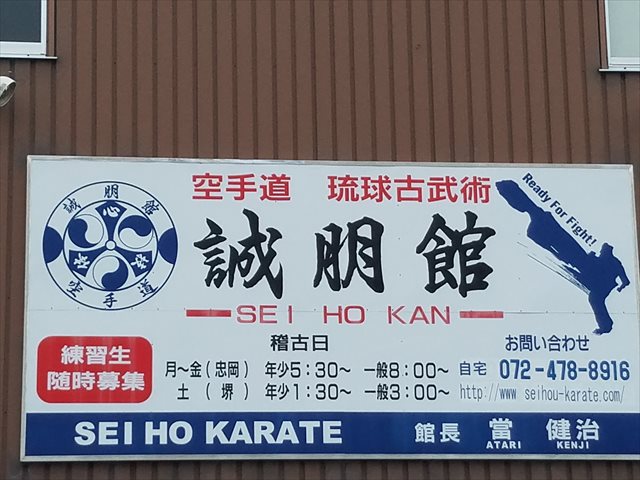 空手道 琉球古武術
誠朋館
SEI HO KAN
誠朋館
心
空手道
Ready For Fight!
練習生
随時募集
稽古日
月〜金(忠岡) 年少5:30〜 一般8:00〜
土(堺) 年少1:30〜 一般3:00〜
お問い合わせ
自宅 072-478-8916
http://www.seihou-karate.com/
SEI HO KARATE
館長 當 健治
ATARI KENJI